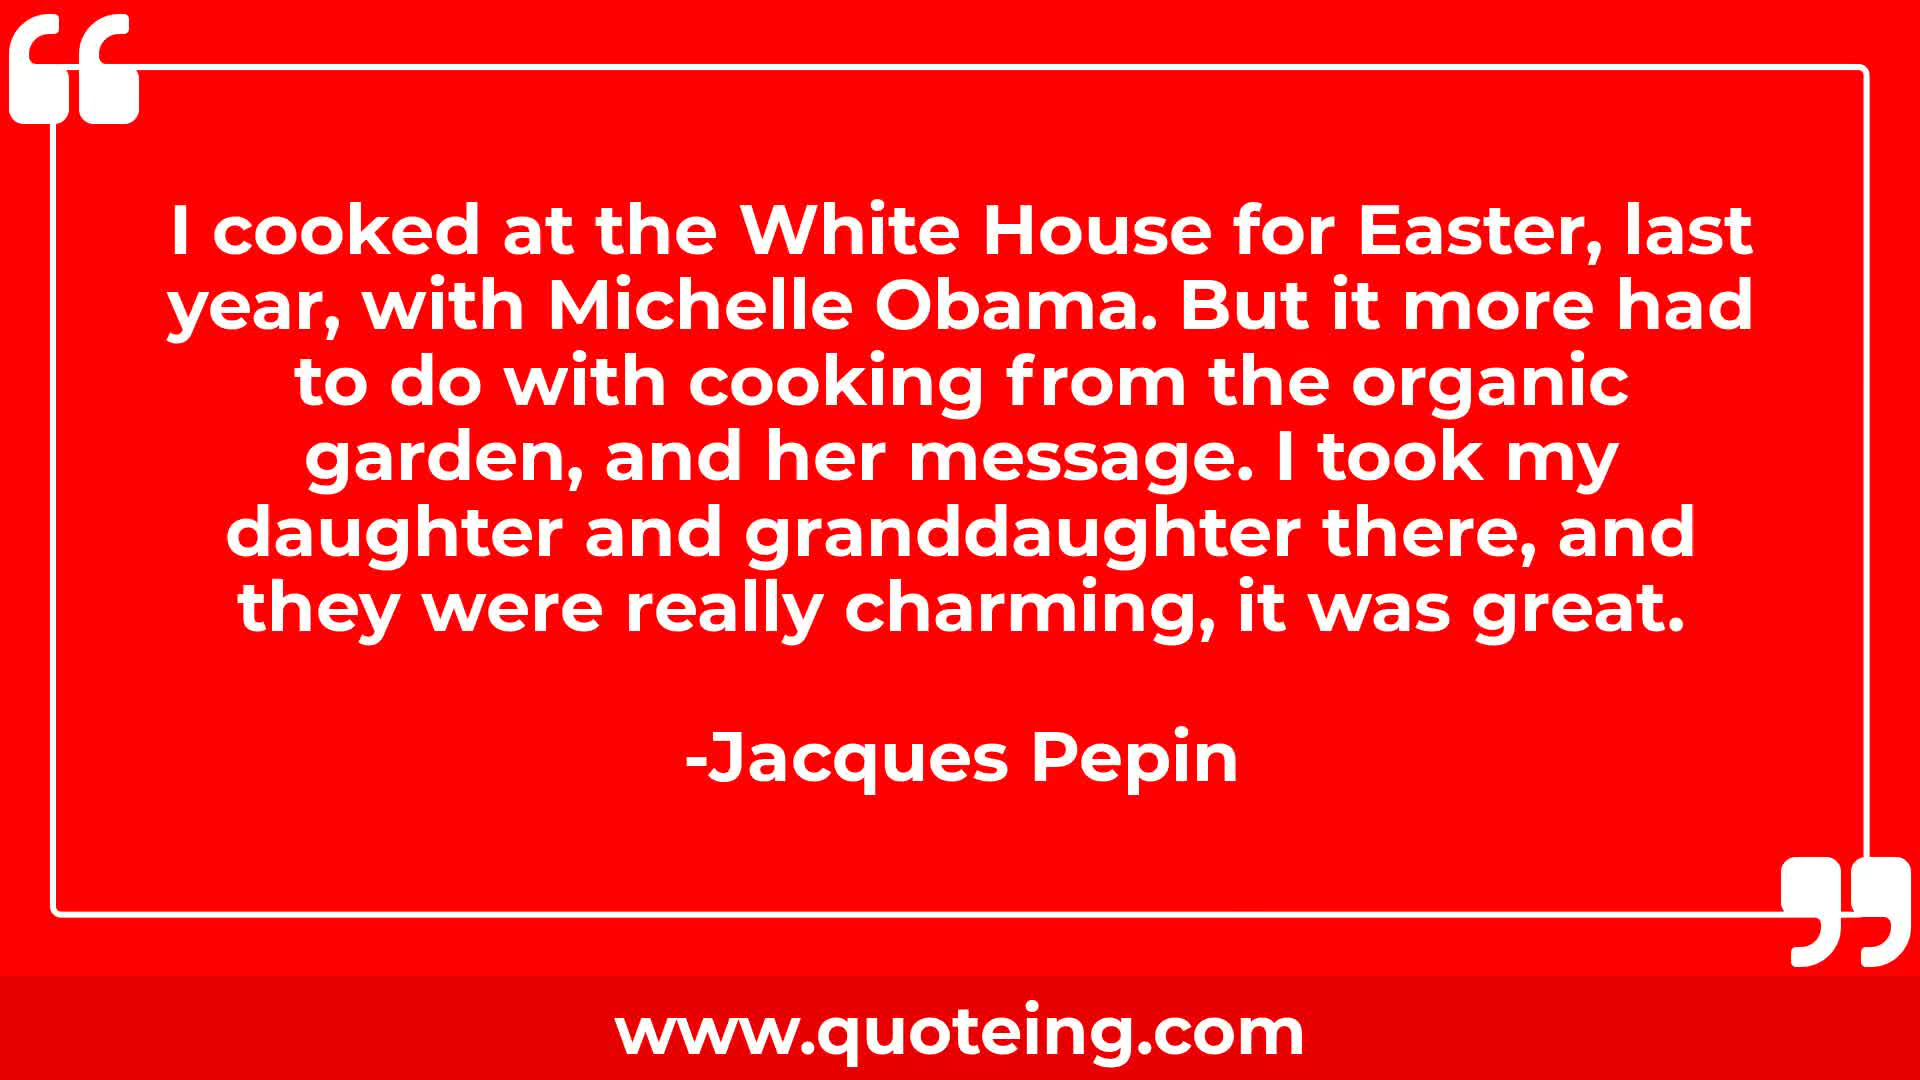 I cooked at the White House for Easter, last
year, with Michelle Obama. But it more had
to do with cooking from the organic
garden, and her message. I took my
daughter and granddaughter there, and
they were really charming, it was great.
-Jacques Pepin
www.quoteing.com